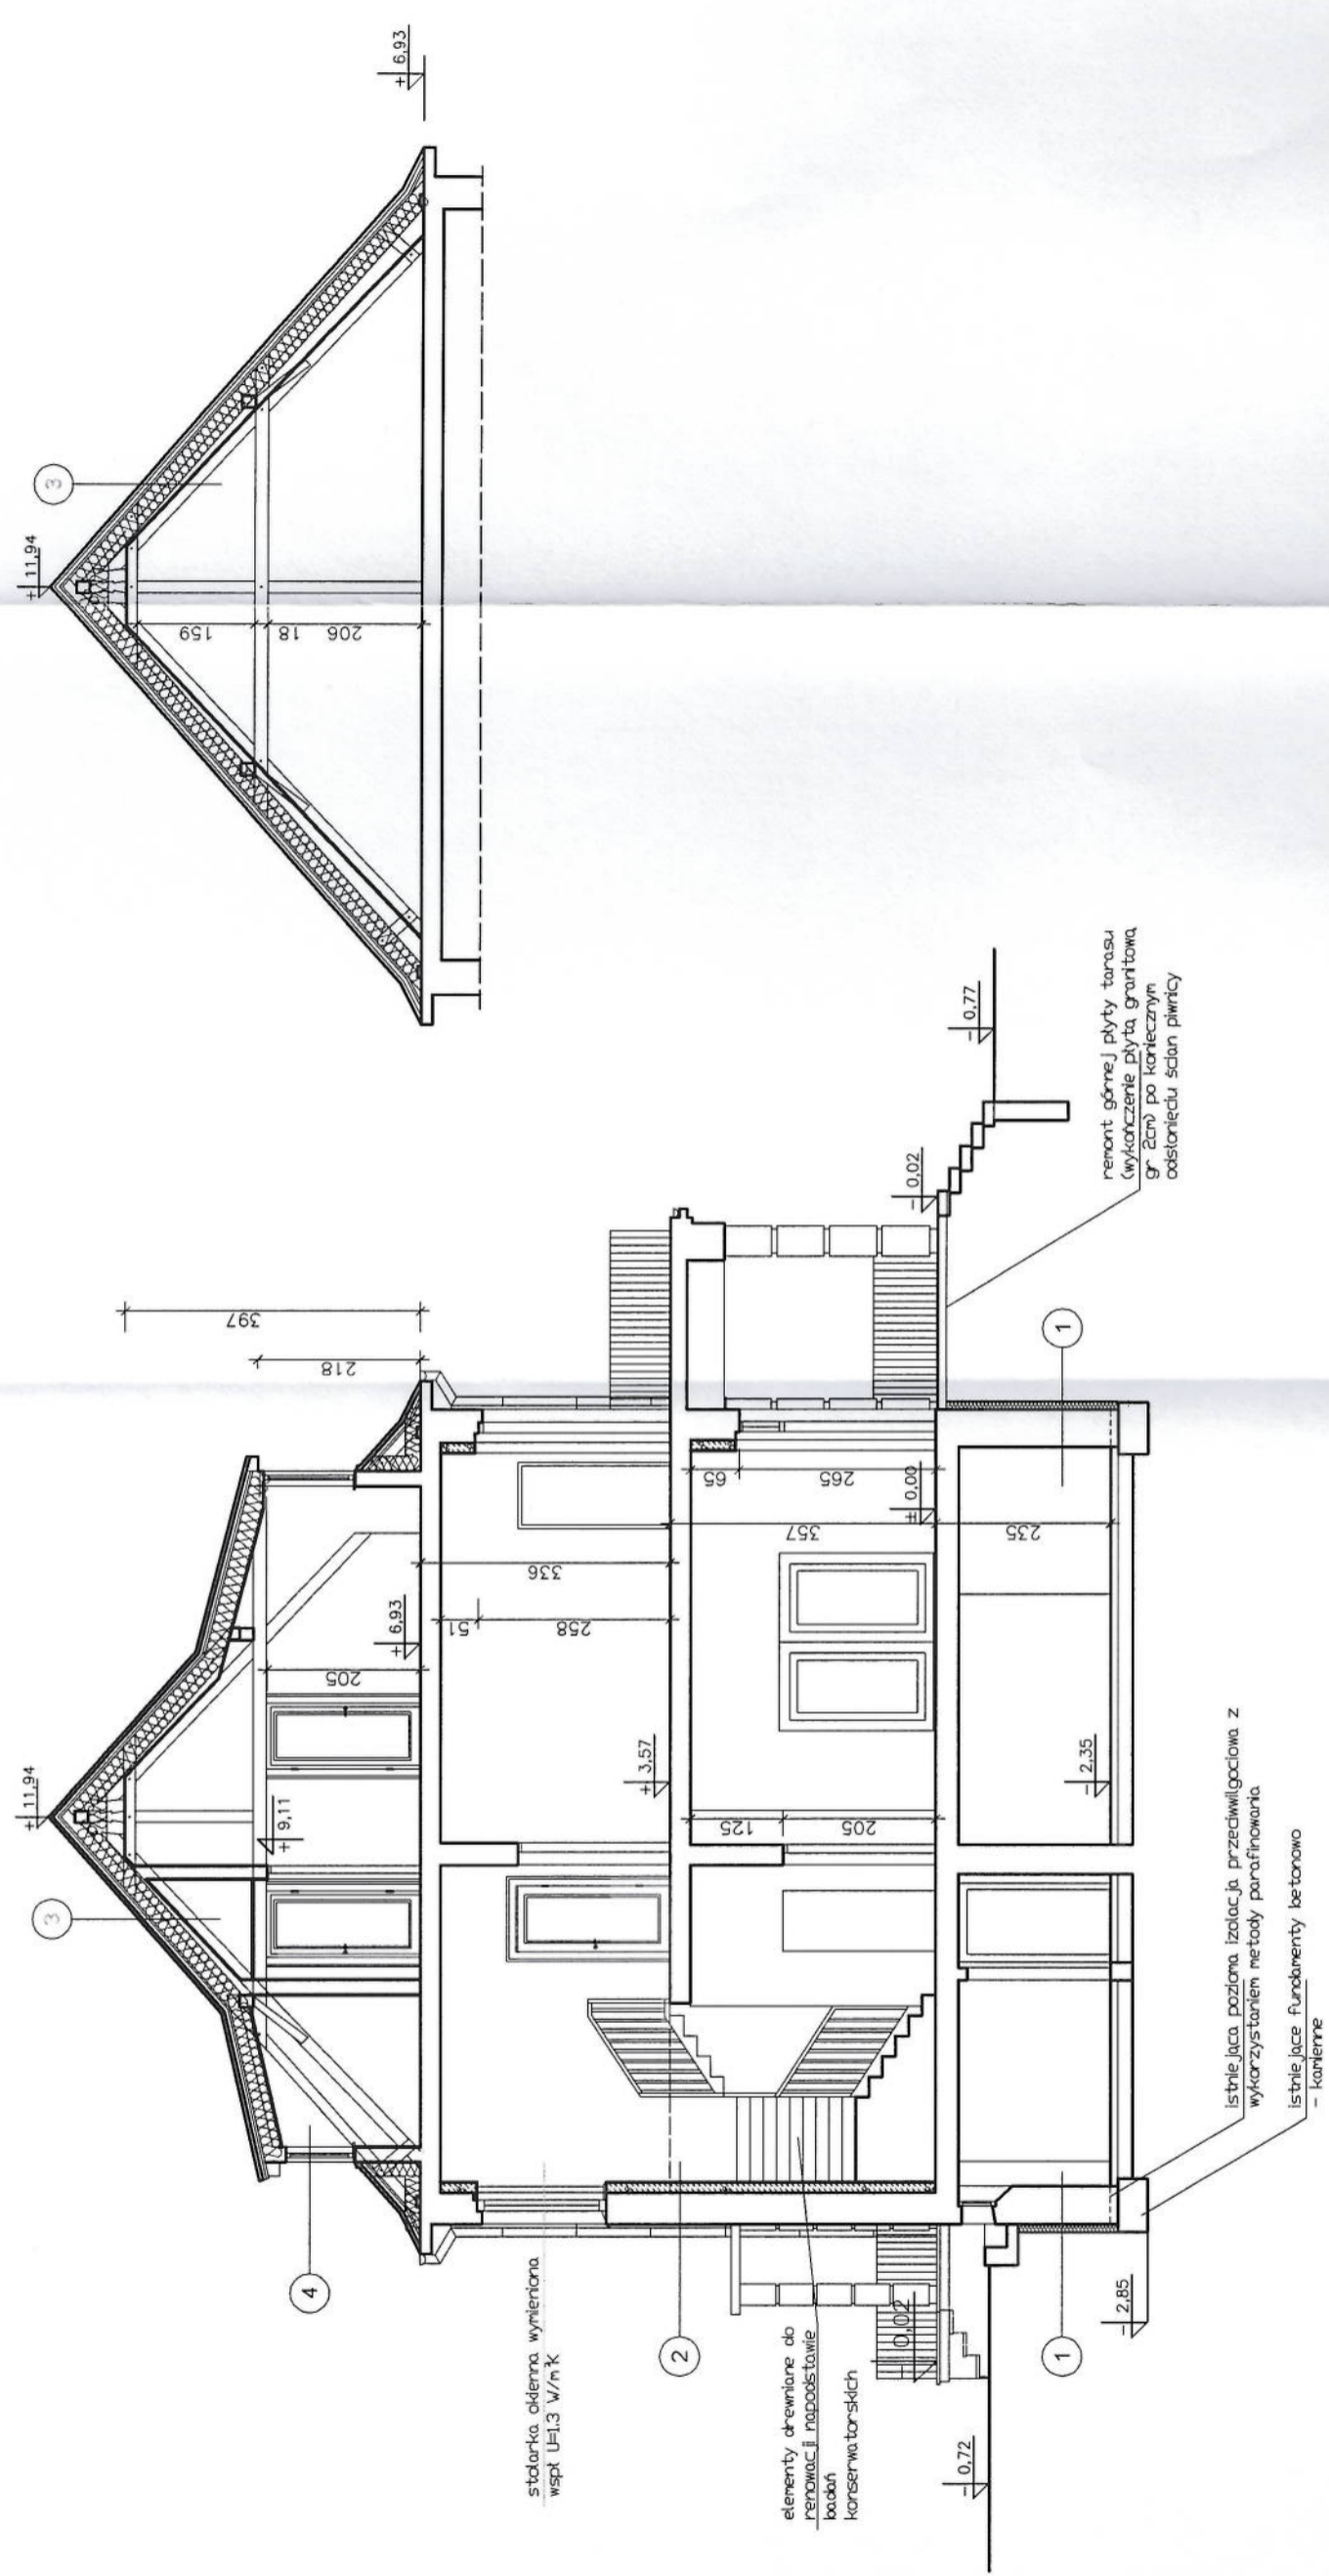 + 11,94
3
+ 6,93
159
18
206
3
+ 11,94
+ 9,11
205
+ 6,93
397
218
4
stolarka okienna wymieniona
wspł U=1.3 W/m²K
51
258
336
+ 3,57
2
elementy drewniane do
renowacji napodstawie
badań
konserwatorskich
125
205
65
265
357
± 0,00
235
- 2,35
0,02
- 0,72
- 0,02
- 0,77
1
- 2,85
1
remont górnej płyty tarasu
(wykończenie płytą granitową
gr 2cm) po koniecznym
odsłonięciu ścian piwnicy
istniejąca pozioma izolacja przeciwwilgociowa z
wykorzystaniem metody parafinowania
istniejące fundamenty betonowo
- kamienne